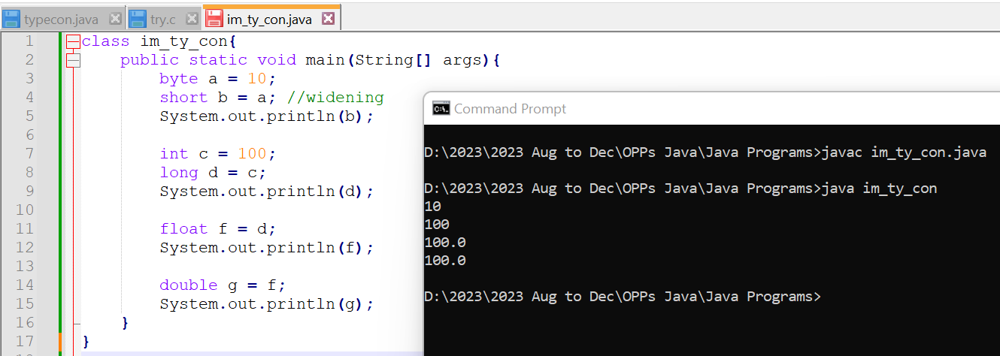 typecon.java try.c im_ty_con.java
1 class im_ty_con{
2 public static void main(String[] args){
3 byte a = 10;
4 short b = a; //widening
5 System.out.println(b);
6
7 int c = 100;
8 long d = c;
9 System.out.println(d);
10
11 float f = d;
12 System.out.println(f);
13
14 double g = f;
15 System.out.println(g);
16 }
17 }
C:\.
Command Prompt
D:\2023\2023 Aug to Dec\OPPs Java\Java Programs>javac im_ty_con.java
D:\2023\2023 Aug to Dec\OPPs Java\Java Programs>java im_ty_con
10
100
100.0
100.0
D:\2023\2023 Aug to Dec\OPPs Java\Java Programs>